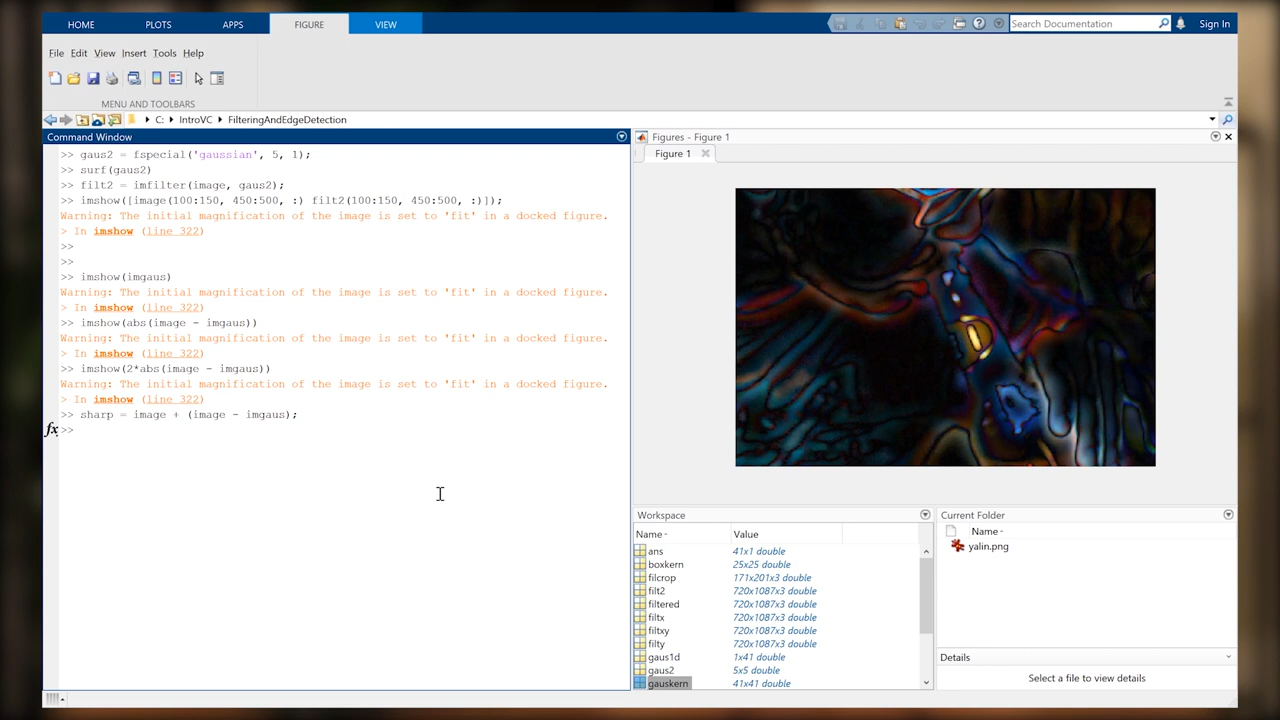 HOME PLOTS APPS FIGURE VIEW Search Documentation Sign In
File Edit View Insert Tools Help
MENU AND TOOLBARS
C: IntroVC FilteringAndEdgeDetection
Command Window
>> gaus2 = fspecial('gaussian', 5, 1);
>> surf(gaus2)
>> filt2 = imfilter(image, gaus2);
>> imshow([image(100:150, 450:500, :) filt2(100:150, 450:500, :)]);
Warning: The initial magnification of the image is set to 'fit' in a docked figure.
> In imshow (line 322)
>>
>>
>> imshow(imgaus)
Warning: The initial magnification of the image is set to 'fit' in a docked figure.
> In imshow (line 322)
>> imshow(abs(image - imgaus))
Warning: The initial magnification of the image is set to 'fit' in a docked figure.
> In imshow (line 322)
>> imshow(2*abs(image - imgaus))
Warning: The initial magnification of the image is set to 'fit' in a docked figure.
> In imshow (line 322)
>> sharp = image + (image - imgaus);
fx >>
Figures - Figure 1
Figure 1
Workspace
Name Value
ans 41x1 double
boxkern 25x25 double
filcrop 171x201x3 double
filt2 720x1087x3 double
filtered 720x1087x3 double
filtx 720x1087x3 double
filtxy 720x1087x3 double
filty 720x1087x3 double
gaus1d 1x41 double
gaus2 5x5 double
gauskern 41x41 double
Current Folder
Name
yalin.png
Details
Select a file to view details